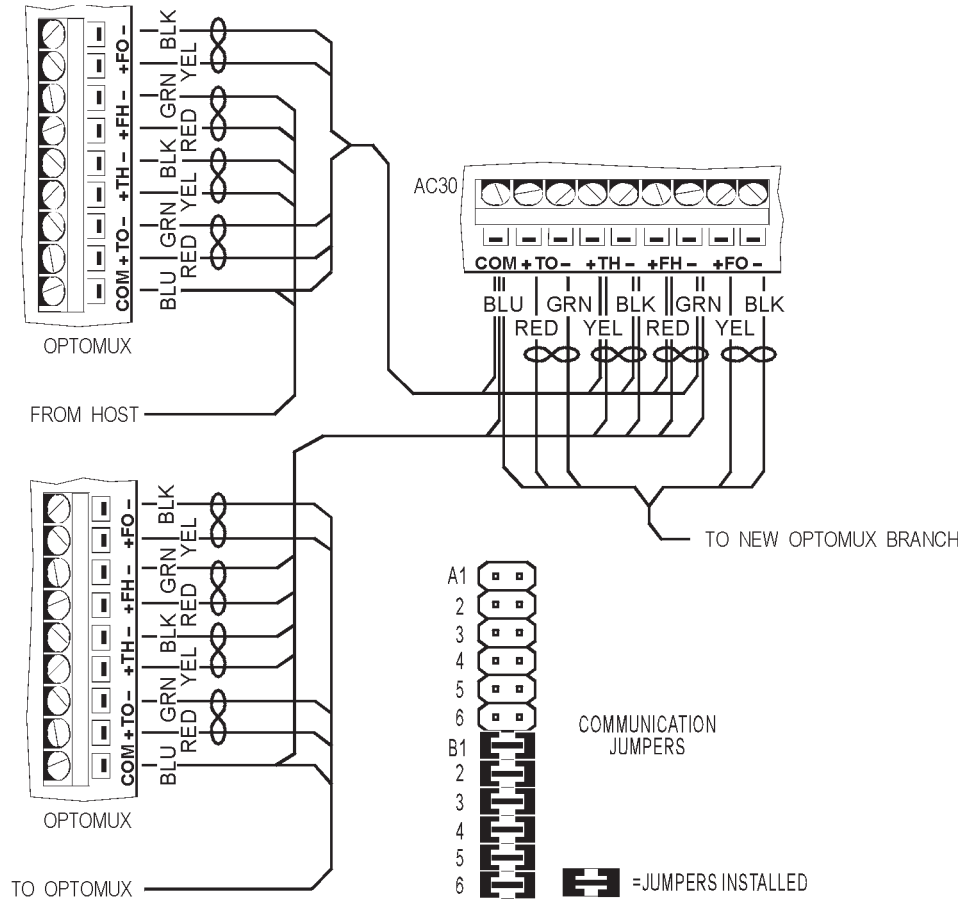 COM + TO - + TH - + FH - + FO -
BLK
YEL
GRN
RED
BLK
YEL
GRN
RED
BLU
OPTOMUX
FROM HOST
AC30
COM + TO - + TH - + FH - + FO -
BLU GRN BLK GRN BLK
RED YEL RED YEL
TO NEW OPTOMUX BRANCH
COM + TO - + TH - + FH - + FO -
BLK
YEL
GRN
RED
BLK
YEL
GRN
RED
BLU
OPTOMUX
TO OPTOMUX
A1
2
3
4
5
6
B1
2
3
4
5
6
COMMUNICATION
JUMPERS
=JUMPERS INSTALLED